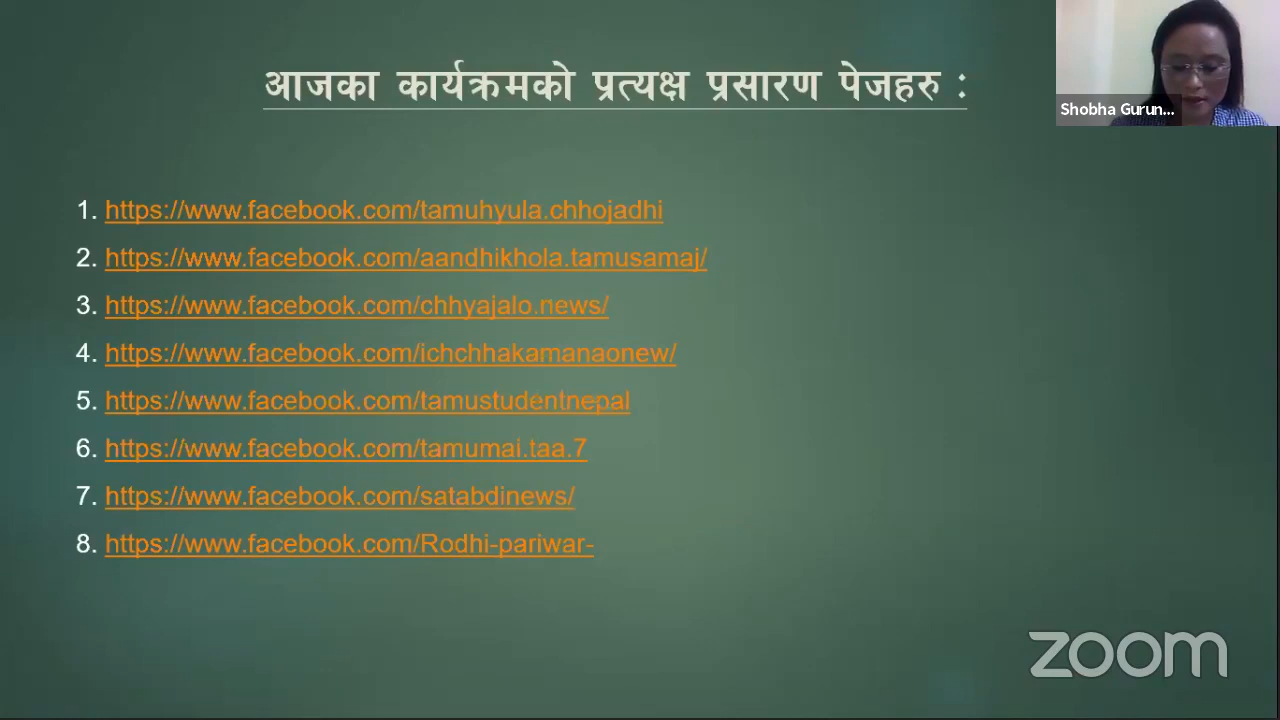 आजका कार्यक्रमको प्रत्यक्ष प्रसारण पेजहरु :
Shobha Gurun...
1. https://www.facebook.com/tamuhyula.chhojadhi
2. https://www.facebook.com/aandhikhola.tamusamaj/
3. https://www.facebook.com/chhyajalo.news/
4. https://www.facebook.com/ichchhakamanaonew/
5. https://www.facebook.com/tamustudentnepal
6. https://www.facebook.com/tamumai.taa.7
7. https://www.facebook.com/satabdinews/
8. https://www.facebook.com/Rodhi-pariwar-
zoom